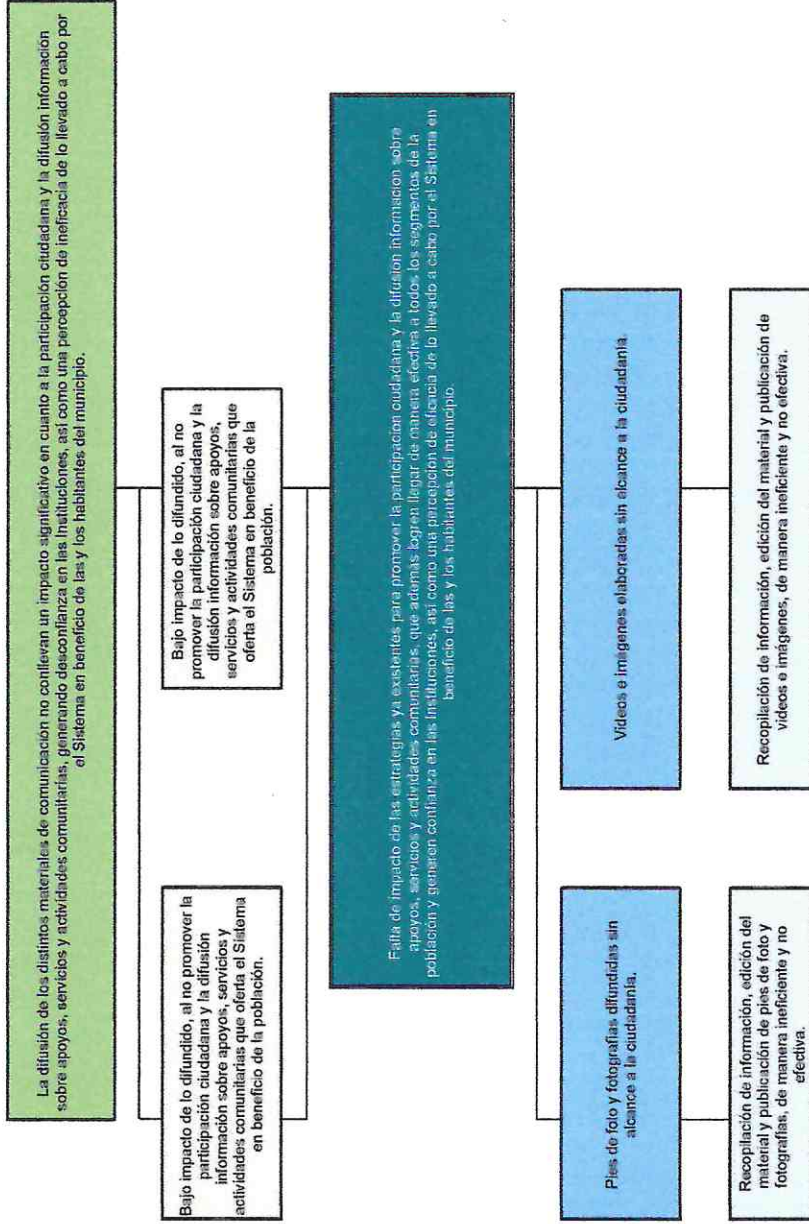 La difusión de los distintos materiales de comunicación no conllevan un impacto significativo en cuanto a la participación ciudadana y la difusión información
sobre apoyos, servicios y actividades comunitarias, generando desconfianza en las Instituciones, así como una percepción de ineficacia de lo llevado a cabo por
el Sistema en beneficio de las y los habitantes del municipio.
Bajo impacto de lo difundido, al no promover la
participación ciudadana y la difusión
información sobre apoyos, servicios y
actividades comunitarias que oferta el Sistema
en beneficio de la población.
Bajo impacto de lo difundido, al no
promover la participación ciudadana y la
difusión información sobre apoyos,
servicios y actividades comunitarias que
oferta el Sistema en beneficio de la
población.
Falta de impacto de las estrategias ya existentes para promover la participación ciudadana y la difusión información sobre
apoyos, servicios y actividades comunitarias, que además logren llegar de manera efectiva a todos los segmentos de la
población y generen confianza en las Instituciones, así como una percepción de eficacia de lo llevado a cabo por el Sistema en
beneficio de las y los habitantes del municipio.
Pies de foto y fotografías difundidas sin
alcance a la ciudadanía.
Videos e imágenes elaboradas sin alcance a la ciudadanía.
Recopilación de información, edición del
material y publicación de pies de foto y
fotografías, de manera ineficiente y no
efectiva.
Recopilación de información, edición del material y publicación de
videos e imágenes, de manera ineficiente y no efectiva.